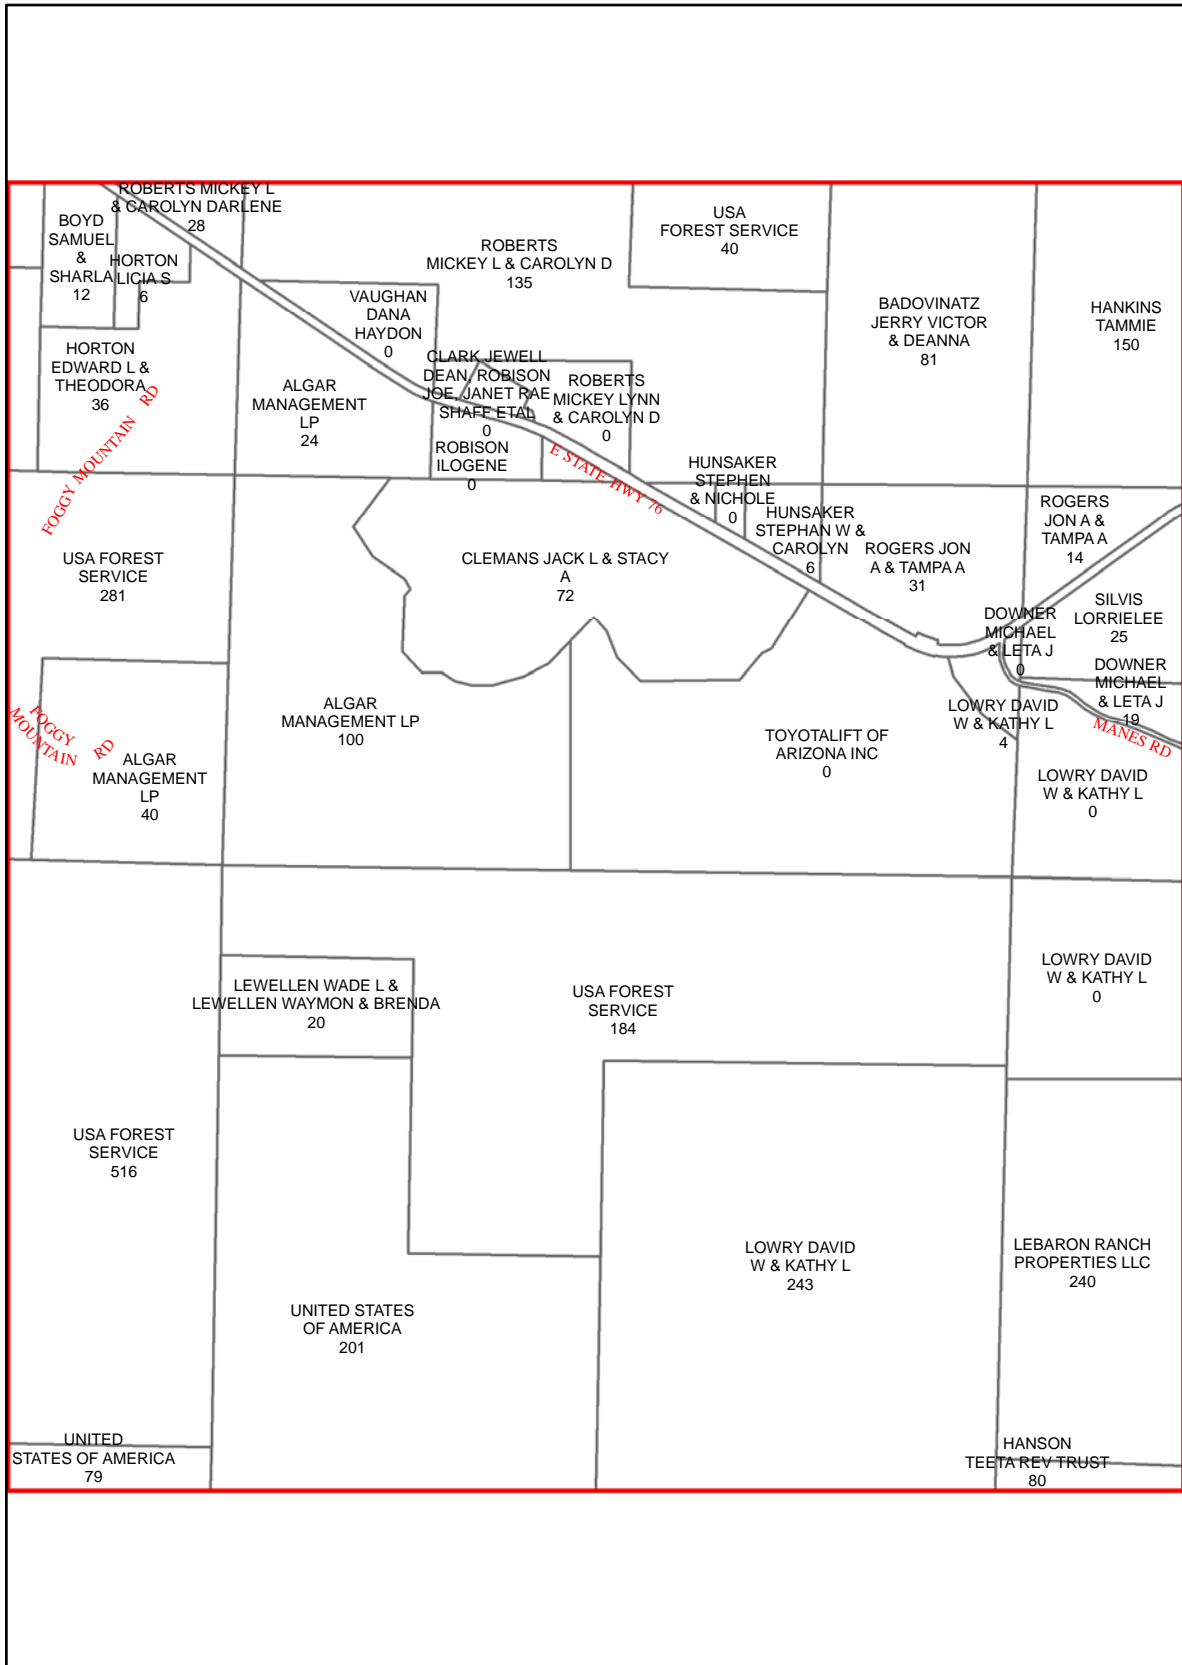 ROBERTS MICKEY L
& CAROLYN DARLENE
28
BOYD
SAMUEL
&
SHARLA
12
HORTON
LICIA S
6
USA
FOREST SERVICE
40
ROBERTS
MICKEY L & CAROLYN D
135
VAUGHAN
DANA
HAYDON
0
BADOVINATZ
JERRY VICTOR
& DEANNA
81
HANKINS
TAMMIE
150
HORTON
EDWARD L &
THEODORA
36
ALGAR
MANAGEMENT
LP
24
CLARK JEWELL
DEAN, ROBISON
JOE, JANET RAE
SHAFF ETAL
0
ROBERTS
MICKEY LYNN
& CAROLYN D
0
ROBISON
ILOGENE
0
FOGGY MOUNTAIN RD
E STATE HWY 76
HUNSAKER
STEPHEN
& NICHOLE
0
HUNSAKER
STEPHAN W &
CAROLYN
6
ROGERS JON
A & TAMPA A
31
ROGERS
JON A &
TAMPA A
14
USA FOREST
SERVICE
281
CLEMANS JACK L & STACY
A
72
SILVIS
LORRIELEE
25
DOWNER
MICHAEL
& LETA J
0
DOWNER
MICHAEL
& LETA J
19
MANES RD
FOGGY
MOUNTAIN RD
ALGAR
MANAGEMENT LP
100
LOWRY DAVID
W & KATHY L
4
TOYOTALIFT OF
ARIZONA INC
0
ALGAR
MANAGEMENT
LP
40
LOWRY DAVID
W & KATHY L
0
LEWELLEN WADE L &
LEWELLEN WAYMON & BRENDA
20
USA FOREST
SERVICE
184
LOWRY DAVID
W & KATHY L
0
USA FOREST
SERVICE
516
LOWRY DAVID
W & KATHY L
243
LEBARON RANCH
PROPERTIES LLC
240
UNITED STATES
OF AMERICA
201
UNITED
STATES OF AMERICA
79
HANSON
TEETA REV TRUST
80